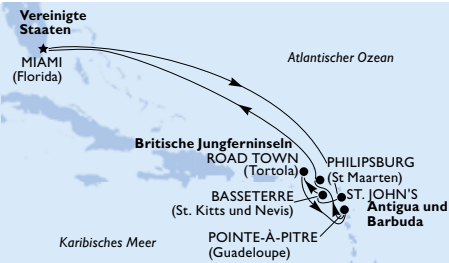 Vereinigte
Staaten
MIAMI
(Florida)
Atlantischer Ozean
Britische Jungferninseln
ROAD TOWN
(Tortola)
PHILIPSBURG
(St Maarten)
BASSETERRE
(St. Kitts und Nevis)
ST. JOHN'S
Antigua und
Barbuda
POINTE-À-PITRE
(Guadeloupe)
Karibisches Meer